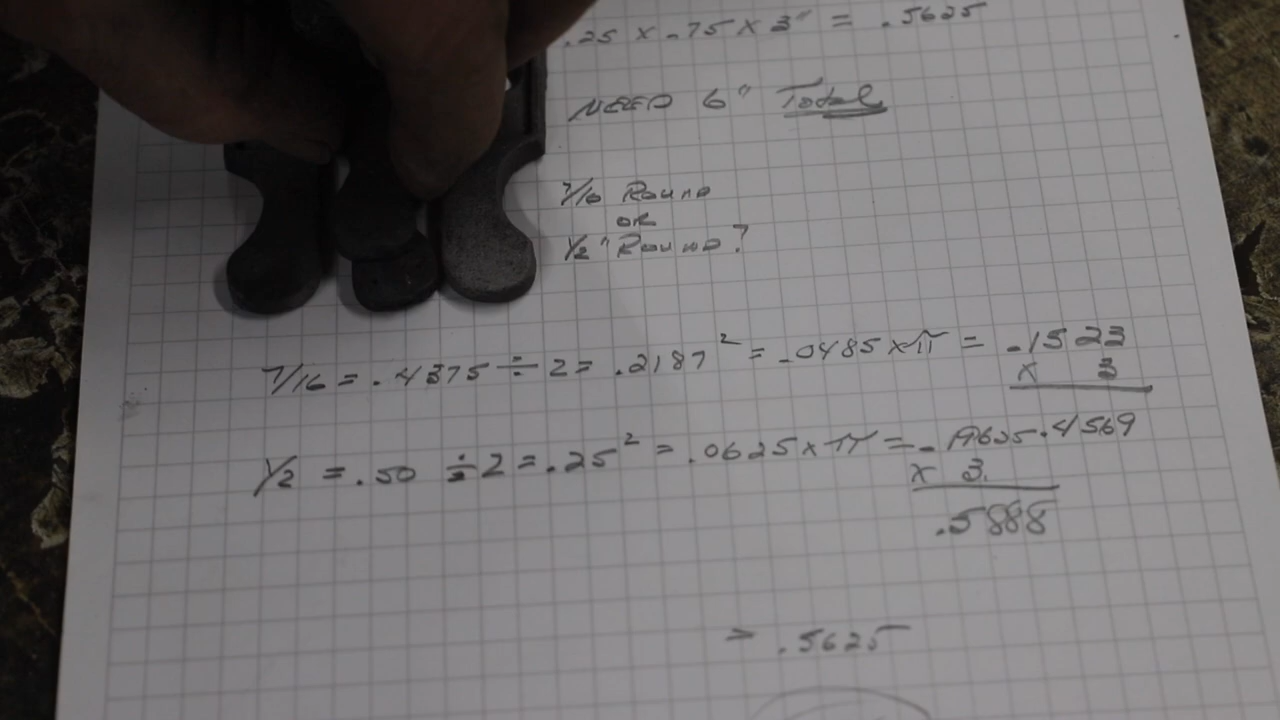 .25 x .75 x 3" = .5625
NEED 6" Total
7/16 Round
OR
1/2" Round?
7/16 = .4375 ÷ 2 = .2187² = .0485 x π = .1523
x 3
.4569
1/2 = .50 ÷ 2 = .25² = .0625 x π = .19635
x 3
.5888
> .5625